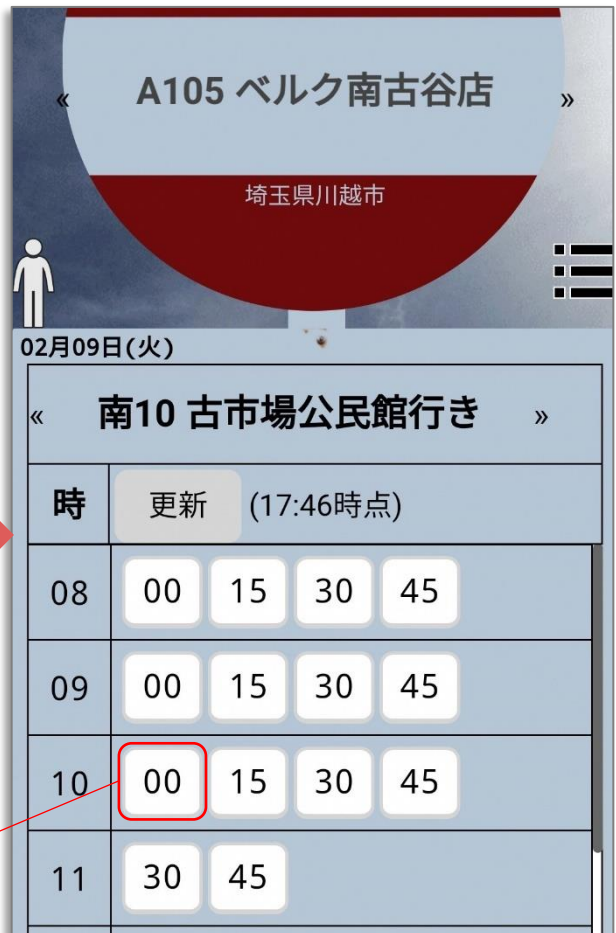 « A105 ベルク南古谷店 »
埼玉県川越市
02月09日(火)
« 南10 古市場公民館行き »
時 更新 (17:46時点)
08 00 15 30 45
09 00 15 30 45
10 00 15 30 45
11 30 45